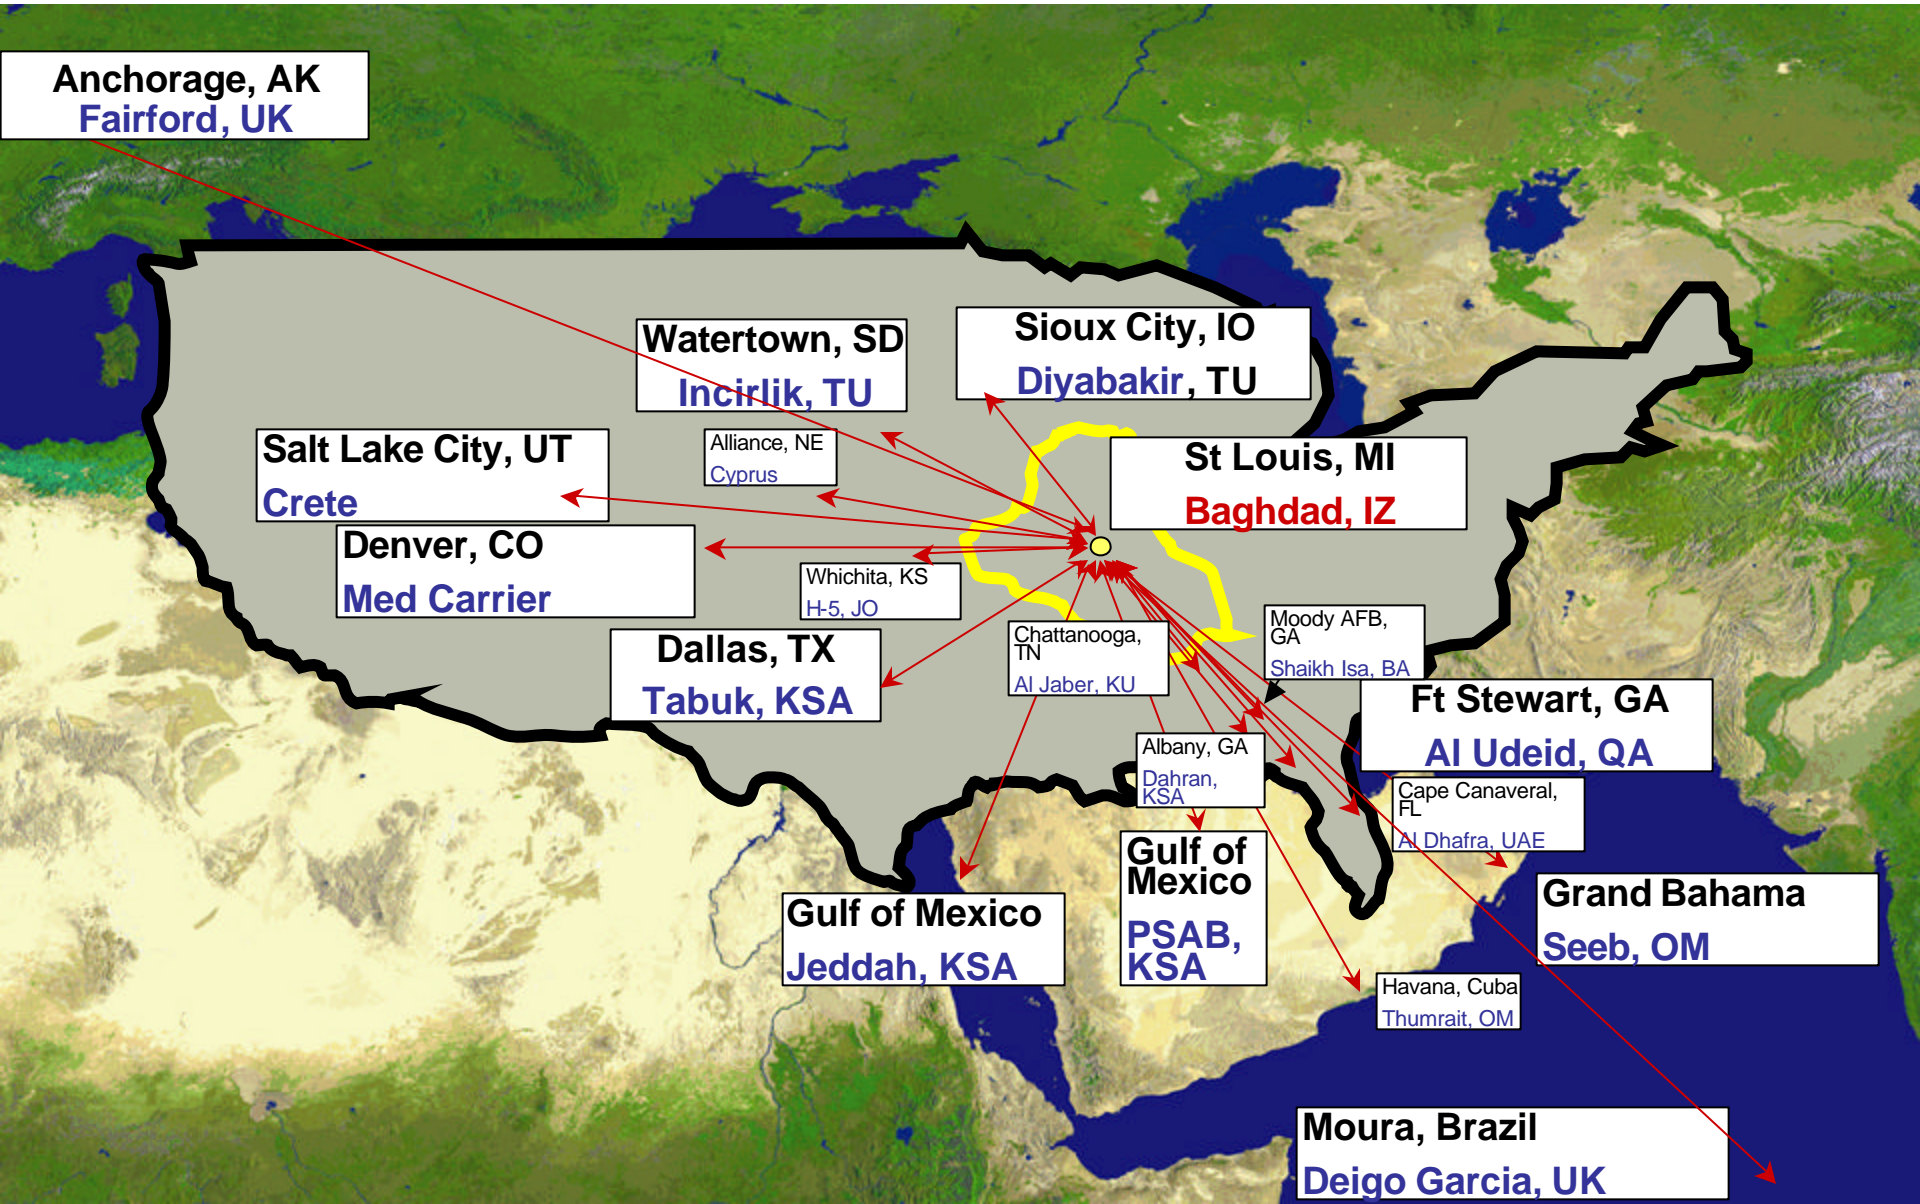 Anchorage, AK
Fairford, UK
Watertown, SD
Incirlik, TU
Sioux City, IO
Diyabakir, TU
Salt Lake City, UT
Crete
Alliance, NE
Cyprus
St Louis, MI
Baghdad, IZ
Denver, CO
Med Carrier
Whichita, KS
H-5, JO
Dallas, TX
Tabuk, KSA
Chattanooga,
TN
Al Jaber, KU
Moody AFB,
GA
Shaikh Isa, BA
Ft Stewart, GA
Al Udeid, QA
Albany, GA
Dahran,
KSA
Cape Canaveral,
FL
Al Dhafra, UAE
Gulf of
Mexico
PSAB,
KSA
Gulf of Mexico
Jeddah, KSA
Grand Bahama
Seeb, OM
Havana, Cuba
Thumrait, OM
Moura, Brazil
Deigo Garcia, UK